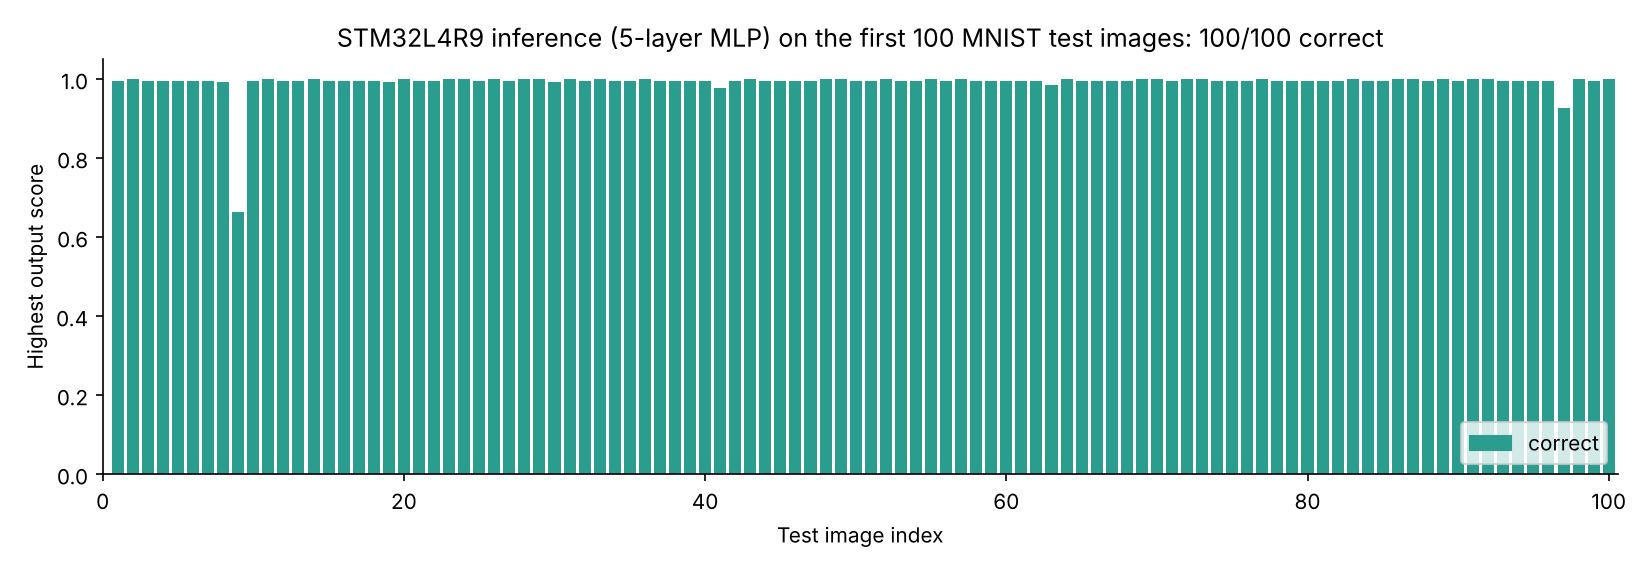 STM32L4R9 inference (5-layer MLP) on the first 100 MNIST test images: 100/100 correct
Highest output score
1.0
0.8
0.6
0.4
0.2
0.0
correct
0 20 40 60 80 100
Test image index